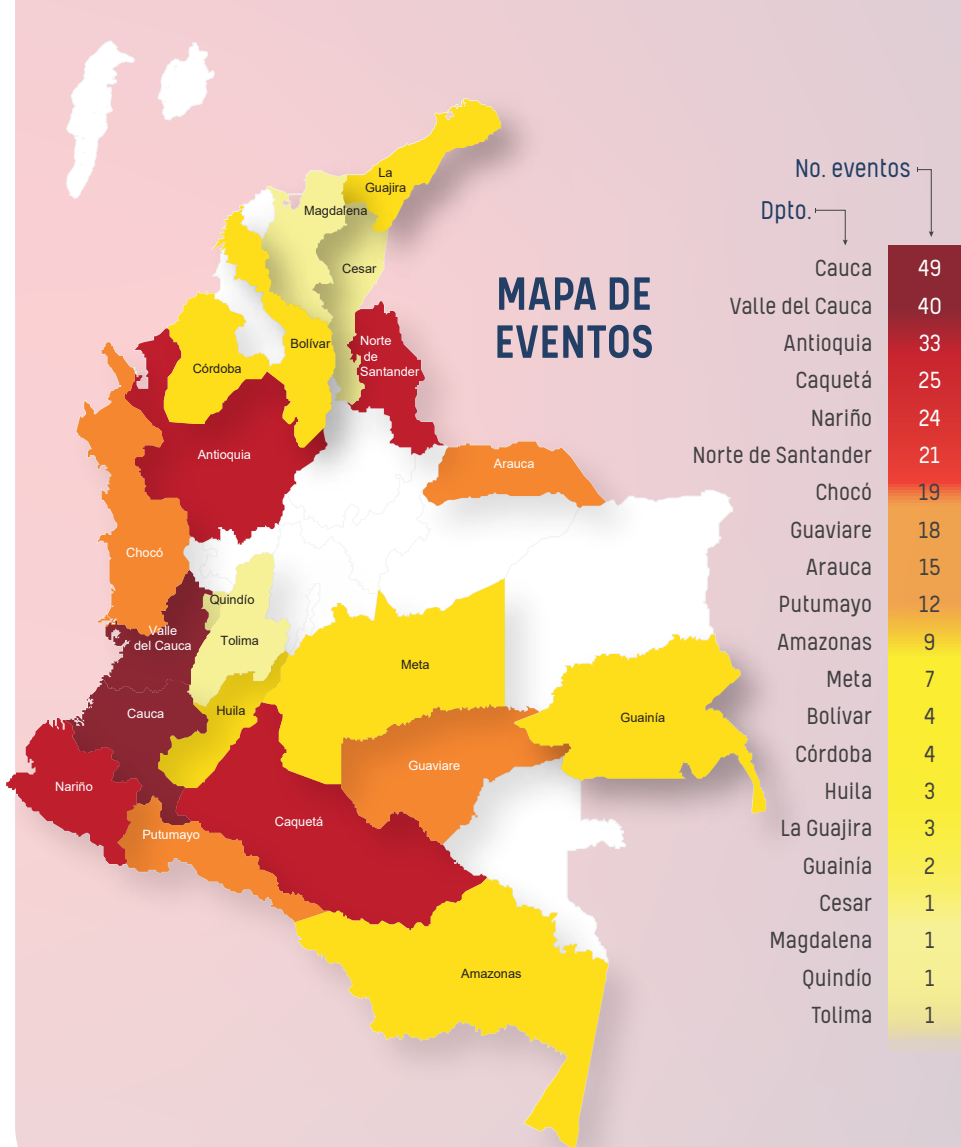 La
Guajira
Magdalena
Cesar
MAPA DE
EVENTOS
Bolívar
Norte
de
Santander
Córdoba
Antioquia
Arauca
Chocó
Quindío
Valle
del Cauca
Tolima
Meta
Cauca
Huila
Guainía
Guaviare
Nariño
Caquetá
Putumayo
Amazonas
No. eventos
Dpto.
Cauca 49
Valle del Cauca 40
Antioquia 33
Caquetá 25
Nariño 24
Norte de Santander 21
Chocó 19
Guaviare 18
Arauca 15
Putumayo 12
Amazonas 9
Meta 7
Bolívar 4
Córdoba 4
Huila 3
La Guajira 3
Guainía 2
Cesar 1
Magdalena 1
Quindío 1
Tolima 1